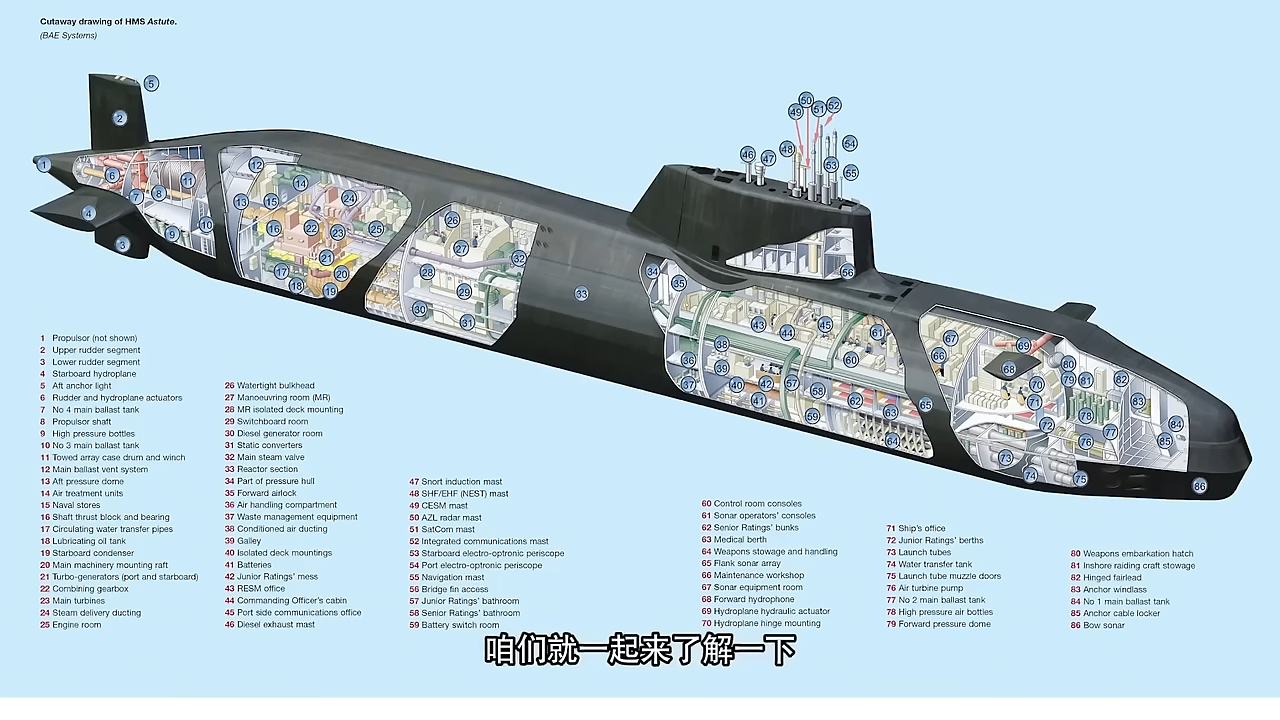 Cutaway drawing of HMS Astute.
(BAE Systems)
1 Propulsor (not shown)
2 Upper rudder segment
3 Lower rudder segment
4 Starboard hydroplane
5 Aft anchor light
6 Rudder and hydroplane actuators
7 No 4 main ballast tank
8 Propulsor shaft
9 High pressure bottles
10 No 3 main ballast tank
11 Towed array case drum and winch
12 Main ballast vent system
13 Aft pressure dome
14 Air treatment units
15 Naval stores
16 Shaft thrust block and bearing
17 Circulating water transfer pipes
18 Lubricating oil tank
19 Starboard condenser
20 Main machinery mounting raft
21 Turbo-generators (port and starboard)
22 Combining gearbox
23 Main turbines
24 Steam delivery ducting
25 Engine room
26 Watertight bulkhead
27 Manoeuvring room (MR)
28 MR isolated deck mounting
29 Switchboard room
30 Diesel generator room
31 Static converters
32 Main steam valve
33 Reactor section
34 Part of pressure hull
35 Forward airlock
36 Air handling compartment
37 Waste management equipment
38 Conditioned air ducting
39 Galley
40 Isolated deck mountings
41 Batteries
42 Junior Ratings' mess
43 RESM office
44 Commanding Officer's cabin
45 Port side communications office
46 Diesel exhaust mast
47 Snort induction mast
48 SHF/EHF (NEST) mast
49 CESM mast
50 AZL radar mast
51 SatCom mast
52 Integrated communications mast
53 Starboard electro-optronic periscope
54 Port electro-optronic periscope
55 Navigation mast
56 Bridge fin access
57 Junior Ratings' bathroom
58 Senior Ratings' bathroom
59 Battery switch room
60 Control room consoles
61 Sonar operators' consoles
62 Senior Ratings' bunks
63 Medical berth
64 Weapons stowage and handling
65 Flank sonar array
66 Maintenance workshop
67 Sonar equipment room
68 Forward hydrophone
69 Hydroplane hydraulic actuator
70 Hydroplane hinge mounting
71 Ship's office
72 Junior Ratings' berths
73 Launch tubes
74 Water transfer tank
75 Launch tube muzzle doors
76 Air turbine pump
77 No 2 main ballast tank
78 High pressure air bottles
79 Forward pressure dome
80 Weapons embarkation hatch
81 Inshore raiding craft stowage
82 Hinged fairlead
83 Anchor windlass
84 No 1 main ballast tank
85 Anchor cable locker
86 Bow sonar
咱们就一起来了解一下